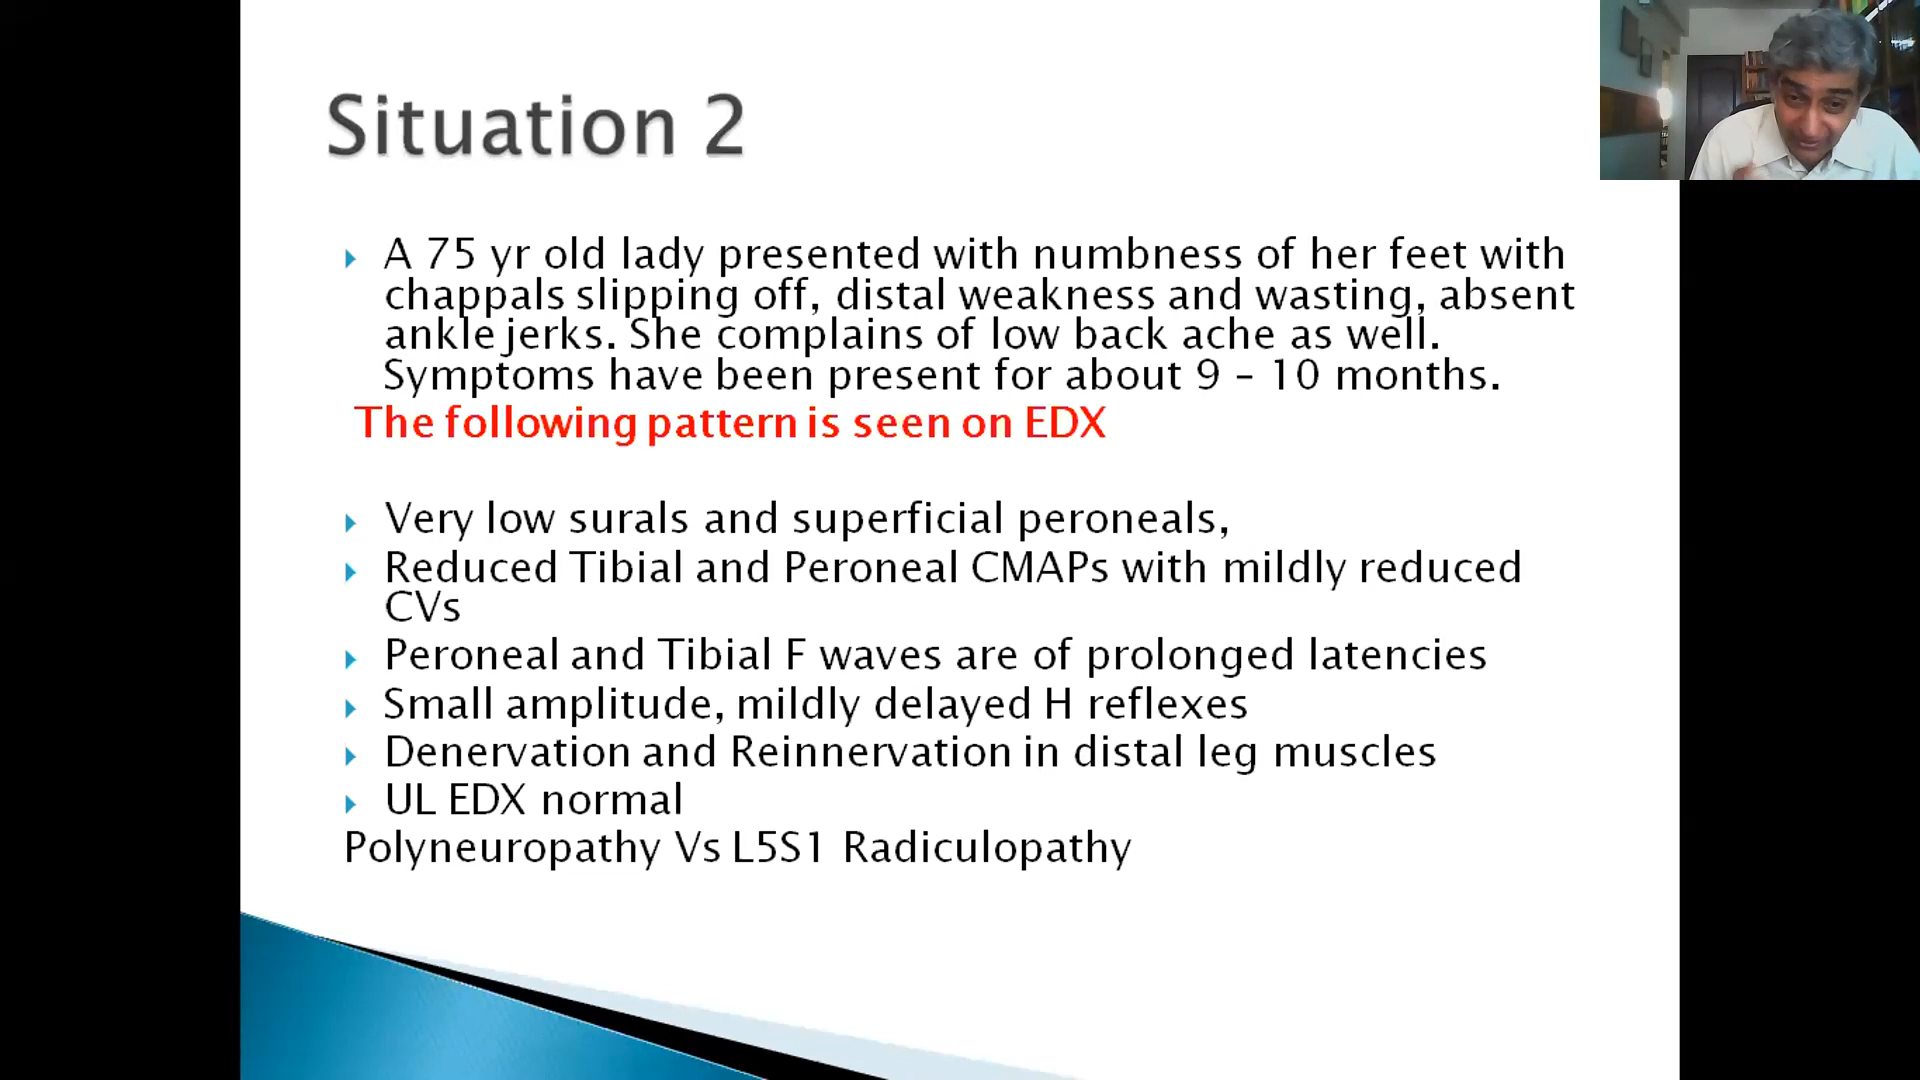 Situation 2
A 75 yr old lady presented with numbness of her feet with
chappals slipping off, distal weakness and wasting, absent
ankle jerks. She complains of low back ache as well.
Symptoms have been present for about 9 – 10 months.
The following pattern is seen on EDX
Very low surals and superficial peroneals,
Reduced Tibial and Peroneal CMAPs with mildly reduced
CVs
Peroneal and Tibial F waves are of prolonged latencies
Small amplitude, mildly delayed H reflexes
Denervation and Reinnervation in distal leg muscles
UL EDX normal
Polyneuropathy Vs L5S1 Radiculopathy